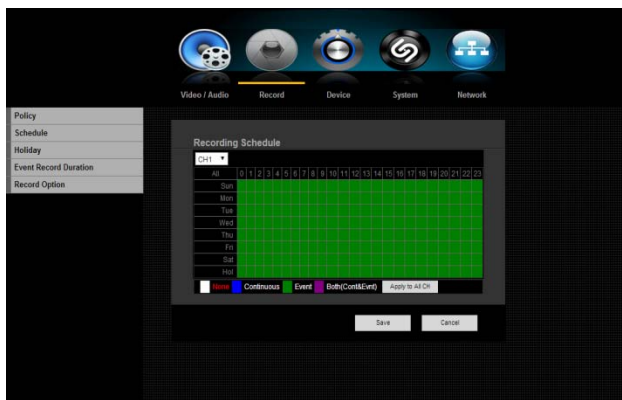 Video / Audio Record Device System Network
Policy
Schedule
Holiday
Event Record Duration
Record Option
Recording Schedule
CH1
All 0 1 2 3 4 5 6 7 8 9 10 11 12 13 14 15 16 17 18 19 20 21 22 23
Sun
Mon
Tue
Wed
Thu
Fri
Sat
Hol
None Continuous Event Both(Cont&Evnt) Apply to All CH
Save Cancel